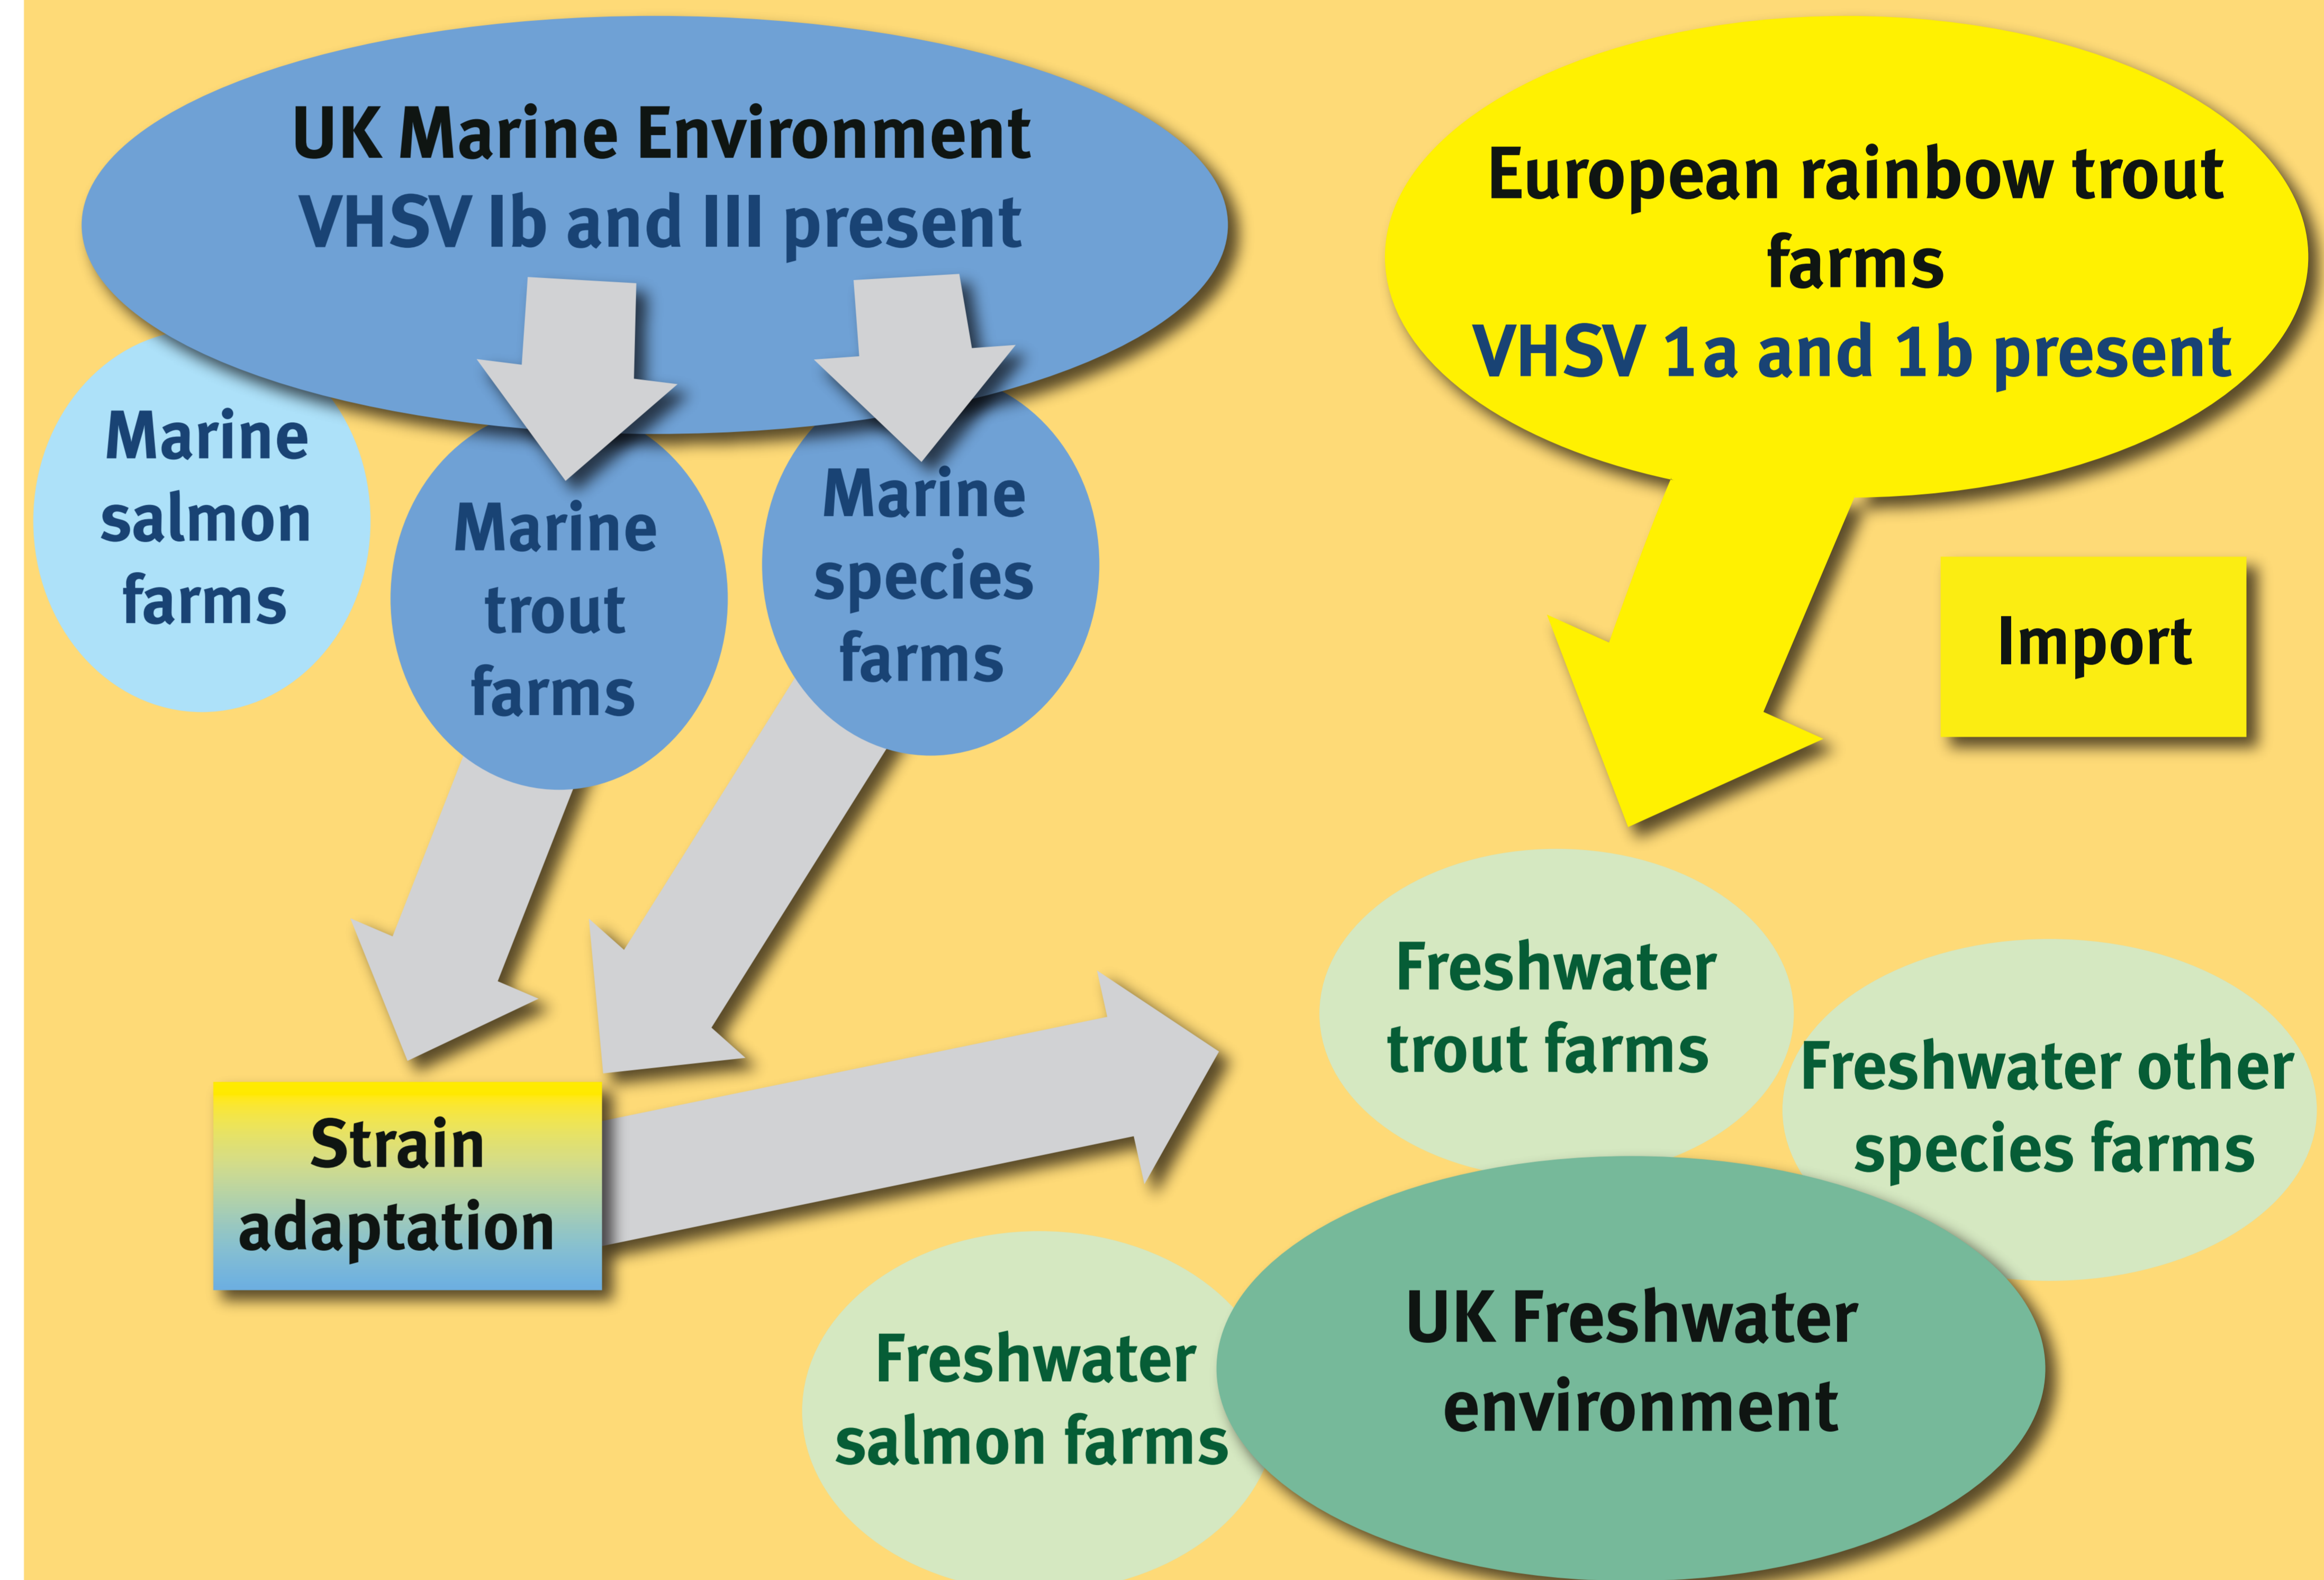 UK Marine Environment
VHSV Ib and III present
European rainbow trout
farms
VHSV 1a and 1b present
Marine
salmon
farms
Marine
trout
farms
Marine
species
farms
Import
Strain
adaptation
Freshwater
trout farms
Freshwater other
species farms
Freshwater
salmon farms
UK Freshwater
environment